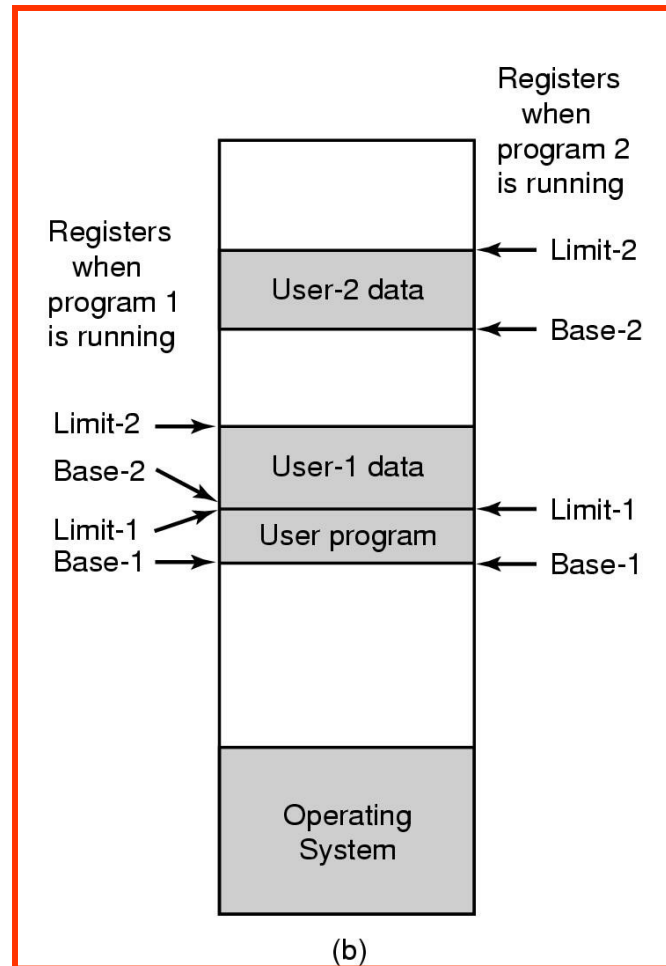 Registers
when
program 2
is running
Registers
when
program 1
is running
Limit-2
User-2 data
Base-2
Limit-2
User-1 data
Base-2
Limit-1
Limit-1
User program
Base-1
Base-1
Operating
System
(b)